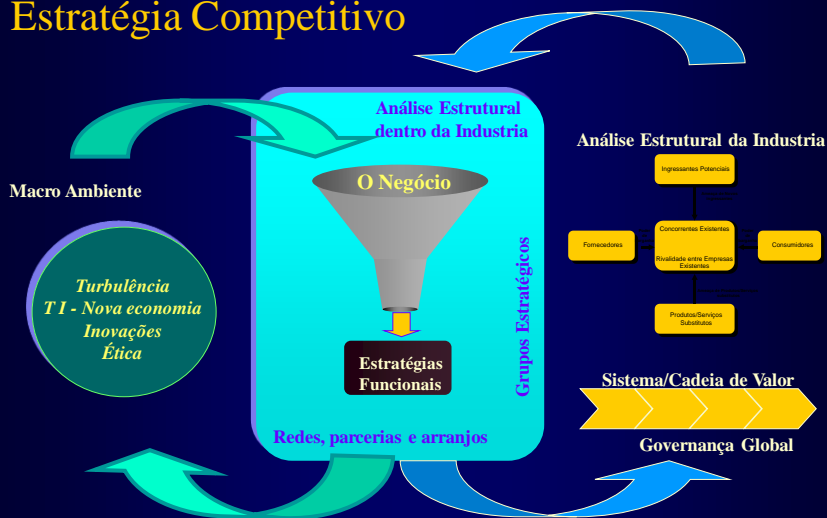 Estratégia Competitivo
Análise Estrutural
dentro da Industria
Análise Estrutural da Industria
Ingressantes Potenciais
O Negócio
Macro Ambiente
Concorrentes Existentes
Fornecedores
Consumidores
Rivalidade entre Empresas
Existentes
Turbulência
T I - Nova economia
Inovações
Ética
Grupos Estratégicos
Produtos/Serviços
Substitutos
Estratégias
Funcionais
Sistema/Cadeia de Valor
Redes, parcerias e arranjos
Governança Global